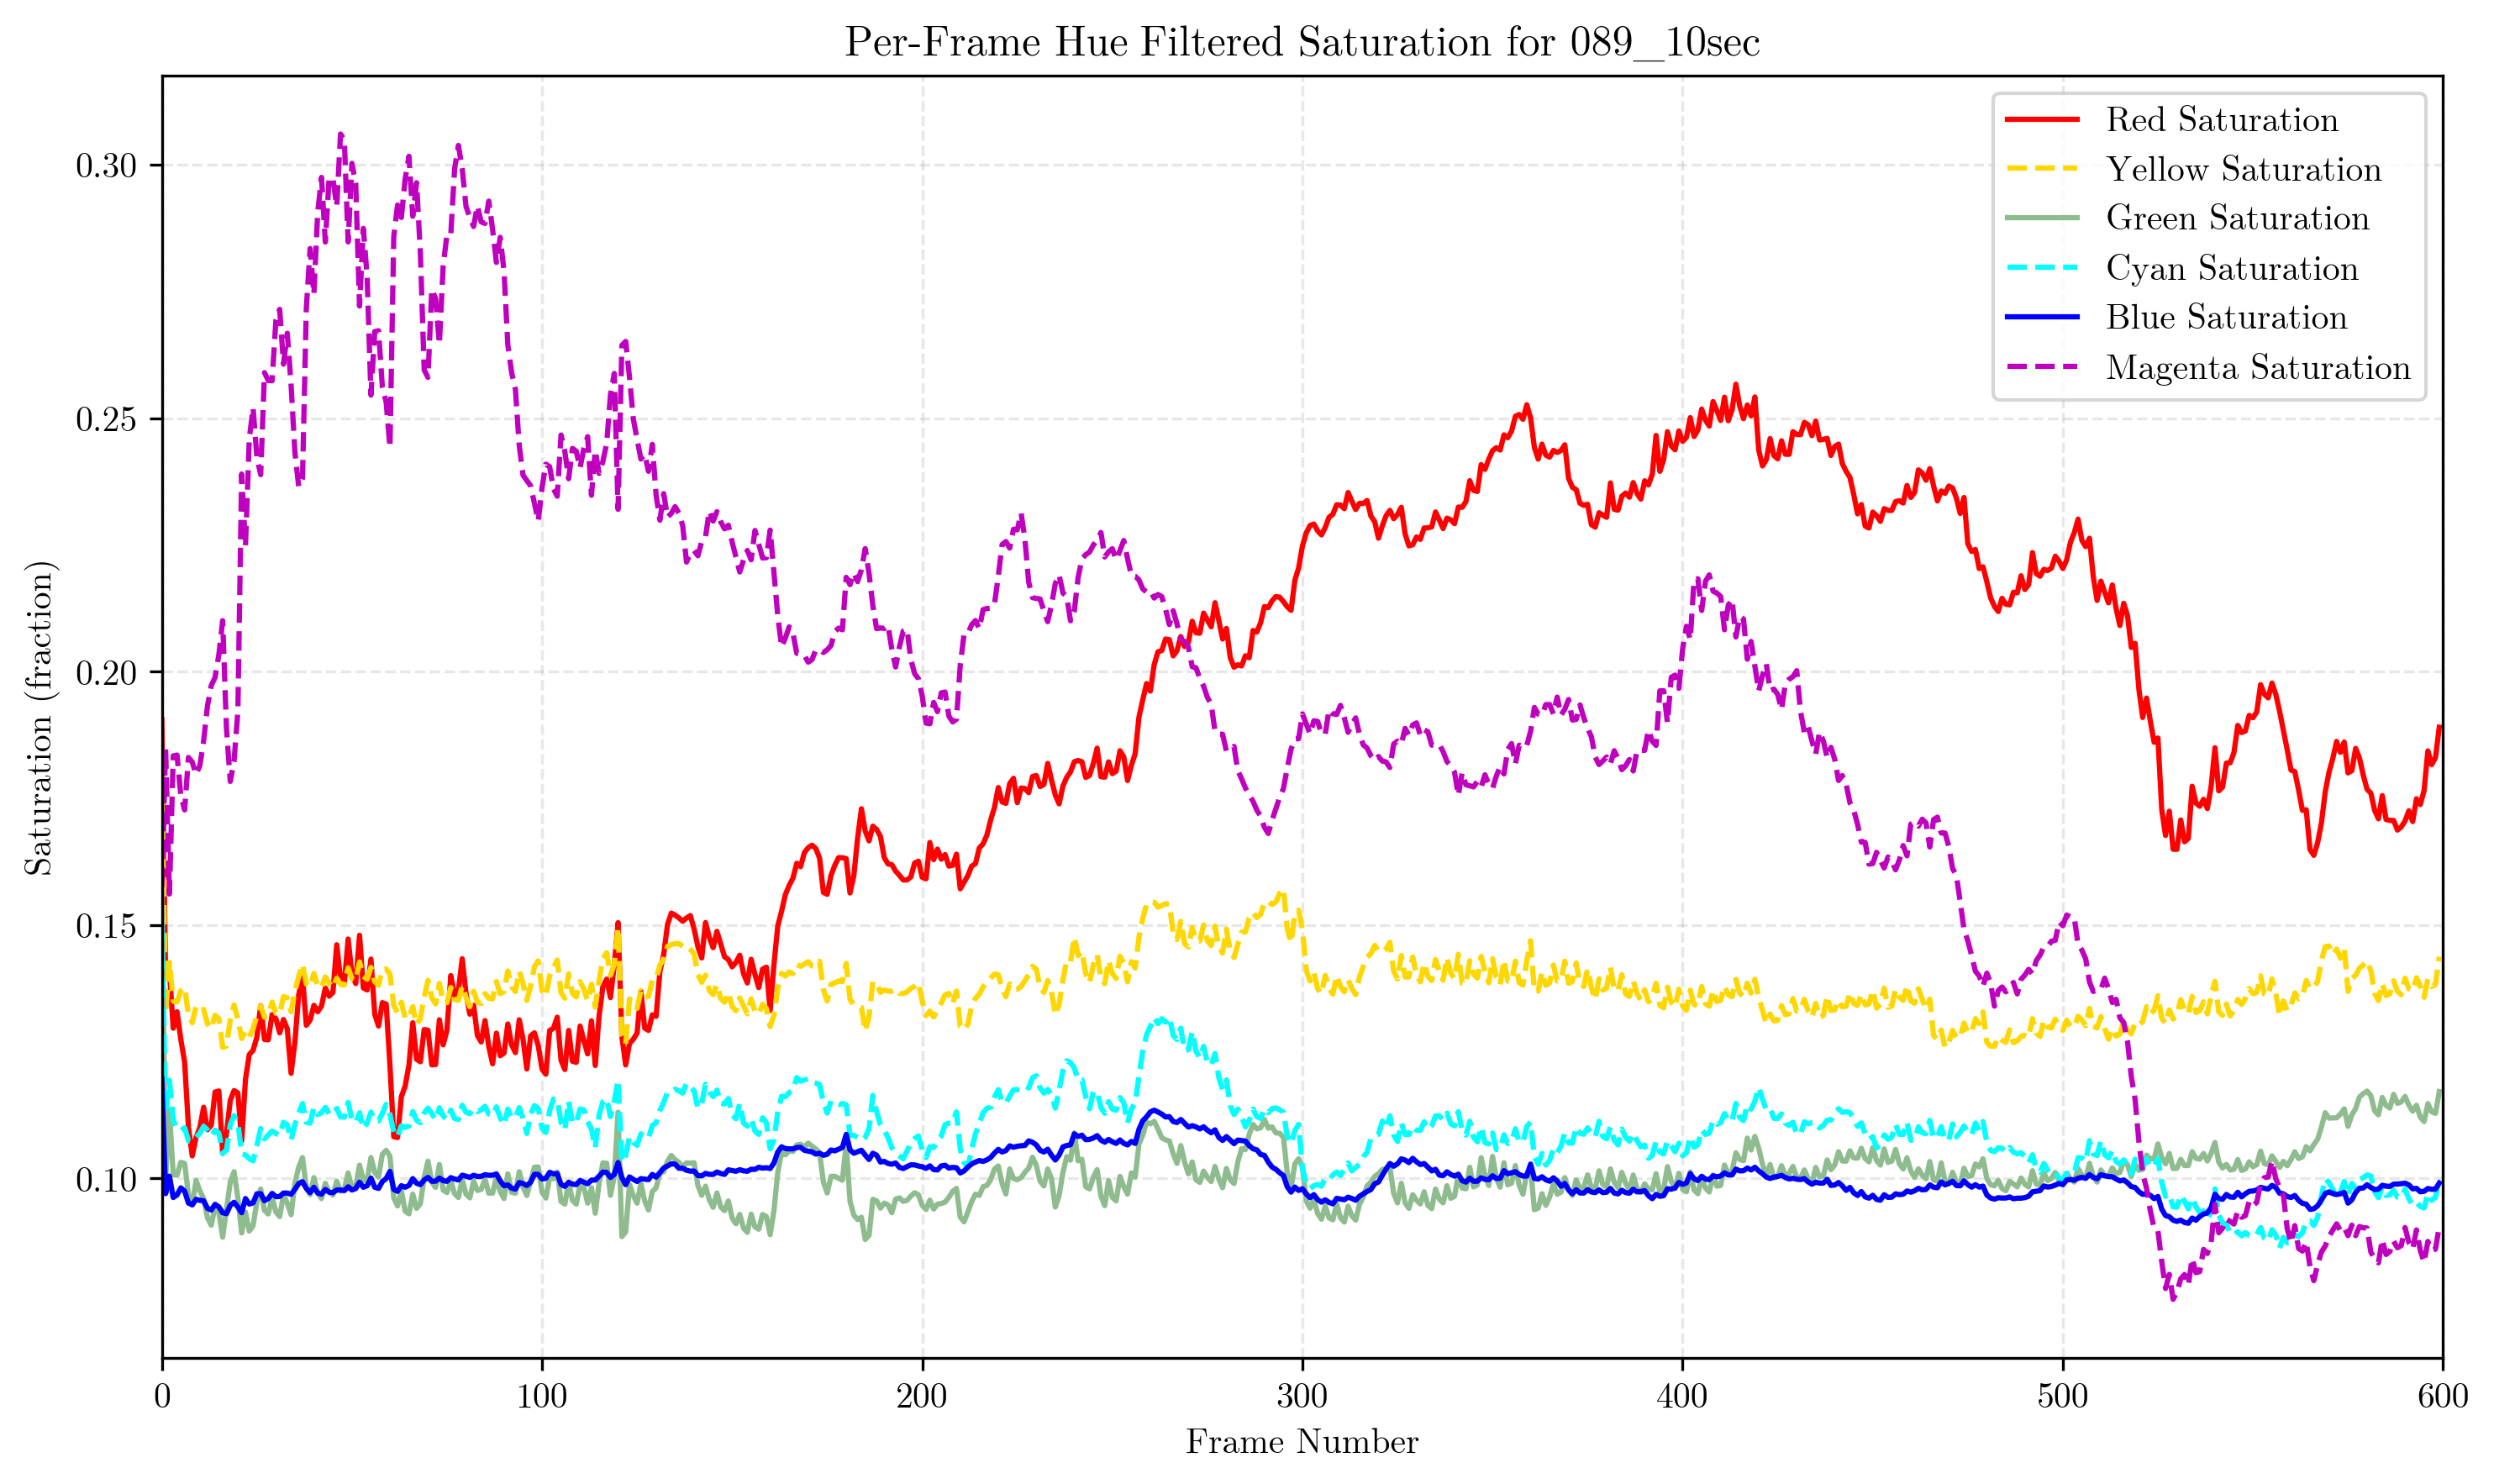 Per-Frame Hue Filtered Saturation for 089_10sec
Red Saturation
Yellow Saturation
Green Saturation
Cyan Saturation
Blue Saturation
Magenta Saturation
Saturation (fraction)
0.30
0.25
0.20
0.15
0.10
0
100
200
300
400
500
600
Frame Number